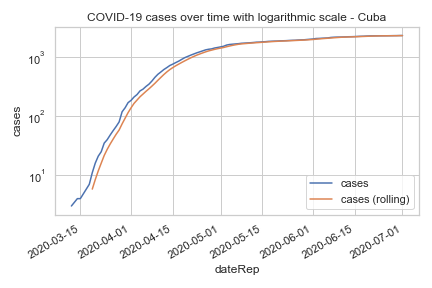 COVID-19 cases over time with logarithmic scale - Cuba
cases
10³
10²
10¹
cases
cases (rolling)
2020-03-15
2020-04-01
2020-04-15
2020-05-01
2020-05-15
2020-06-01
2020-06-15
2020-07-01
dateRep